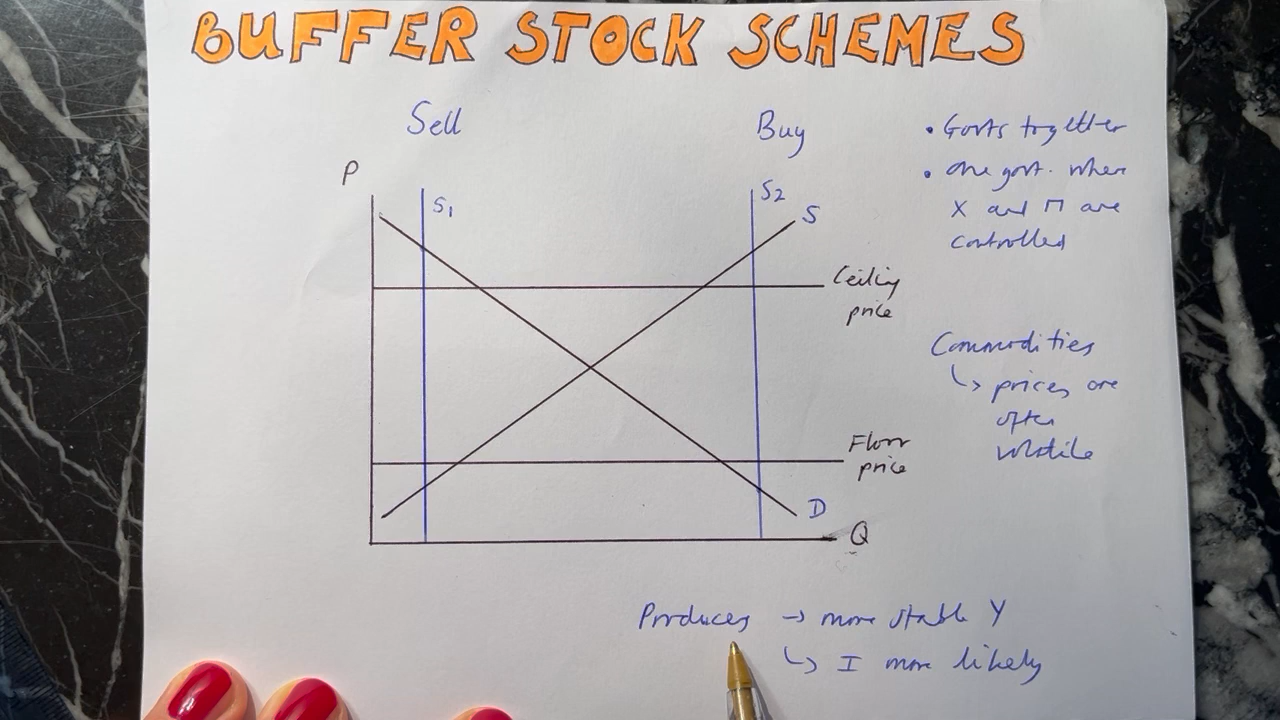 BUFFER STOCK SCHEMES
Sell
Buy
P
S1
S2
S
Ceiling
price
Floor
price
D
Q
• Govts together
• One govt. when
X and M are
controlled
Commodities
↳ prices are
often
volatile
Producers → more stable Y
↳ I more likely